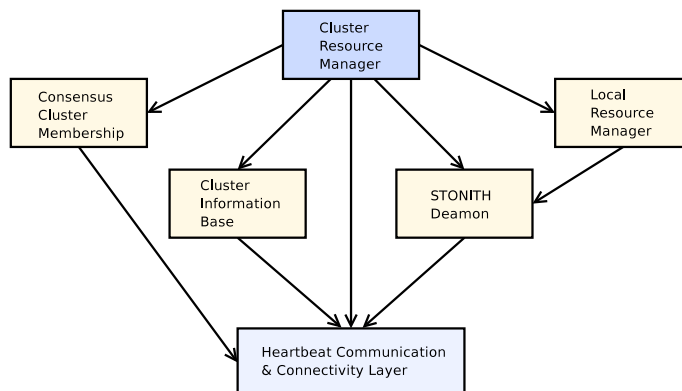 Cluster
Resource
Manager
Consensus
Cluster
Membership
Local
Resource
Manager
Cluster
Information
Base
STONITH
Deamon
Heartbeat Communication
& Connectivity Layer